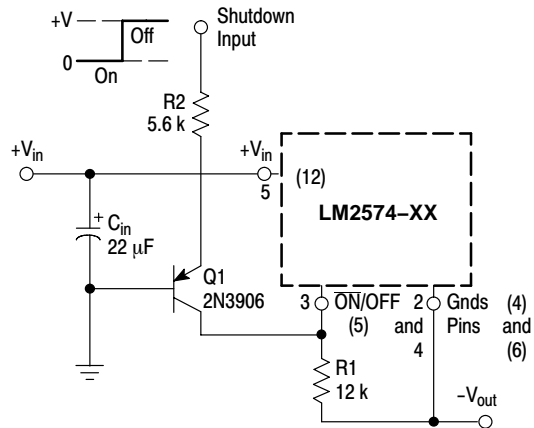 +V
Off
0
On
Shutdown
Input
R2
5.6 k
+Vin
+Vin
5
(12)
LM2574–XX
+
Cin
22 μF
Q1
2N3906
3
ON/OFF
(5)
2
and
4
Gnds
Pins
(4)
and
(6)
R1
12 k
–Vout